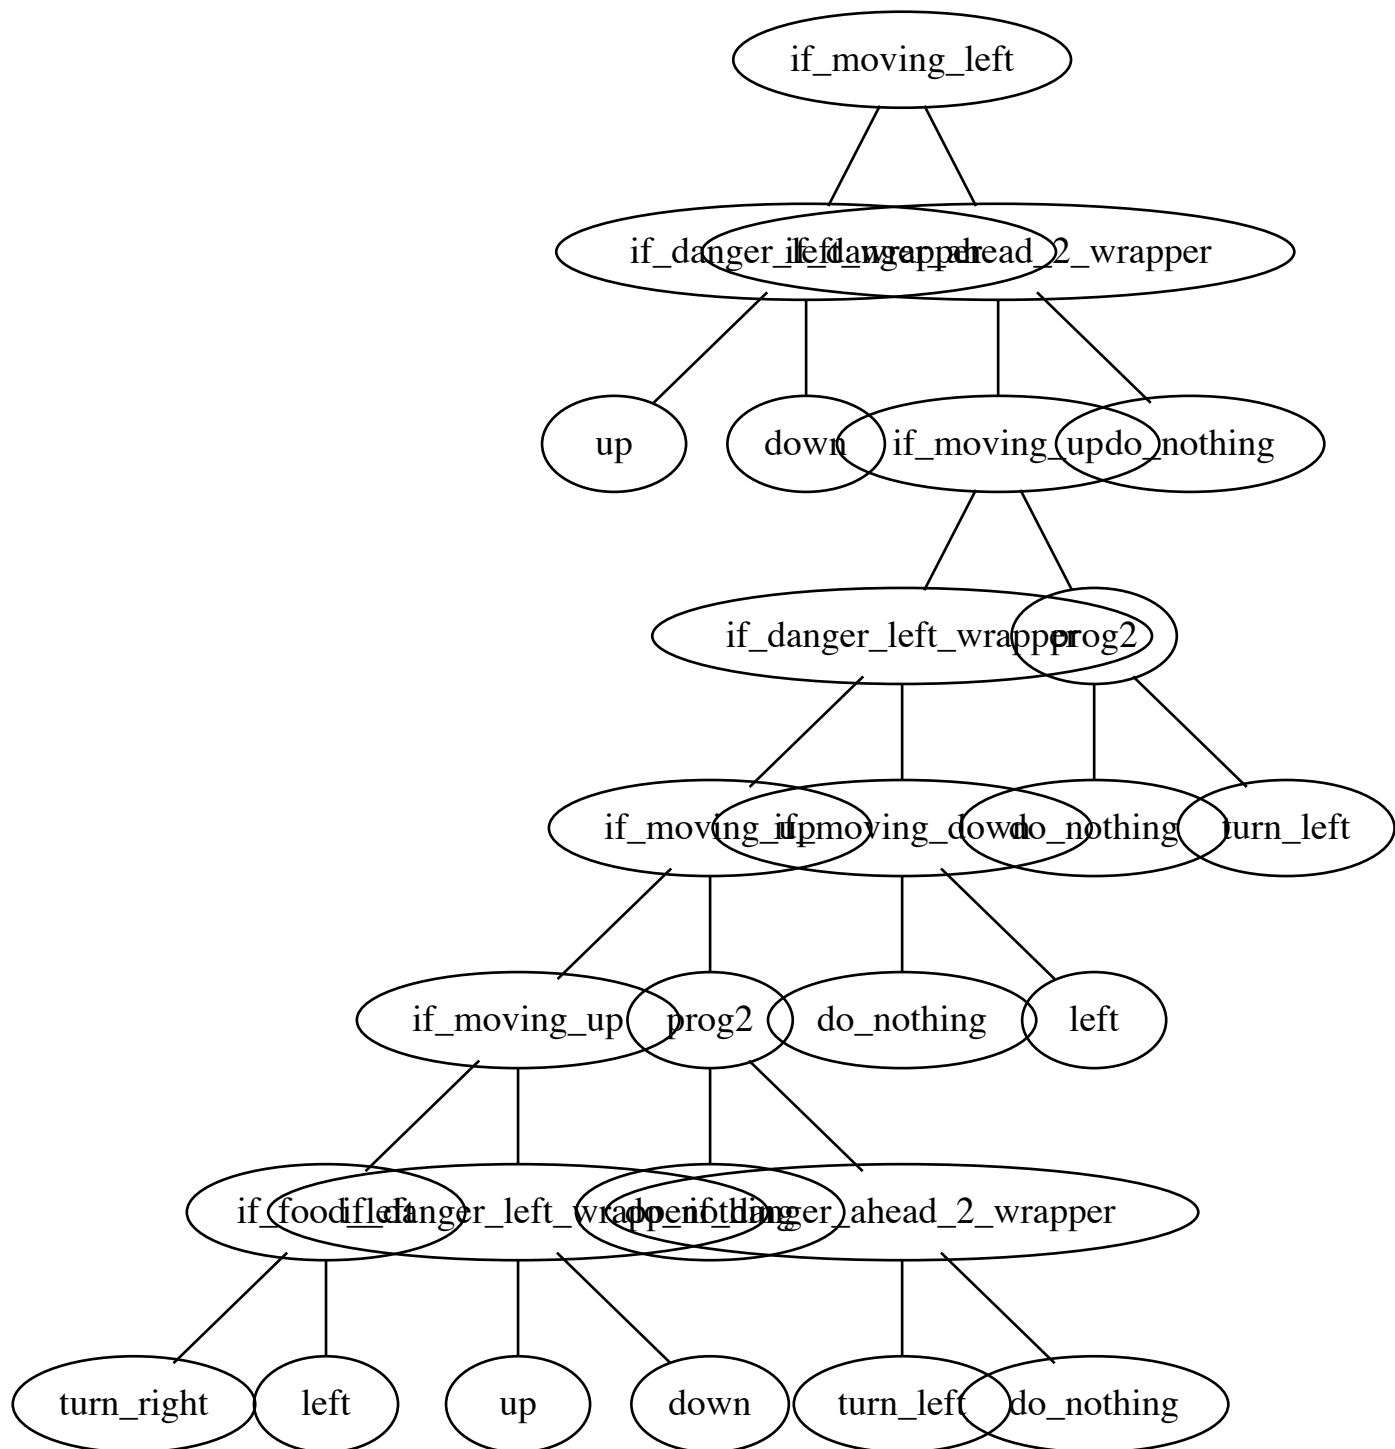 if_moving_left
if_danger_left_wrapper if_danger_ahead_2_wrapper
up down if_moving_up do_nothing
if_danger_left_wrapper prog2
if_moving_up if_moving_down do_nothing turn_left
if_moving_up prog2 do_nothing left
if_food_left if_danger_left_wrapper do_nothing if_danger_ahead_2_wrapper
turn_right left up down turn_left do_nothing